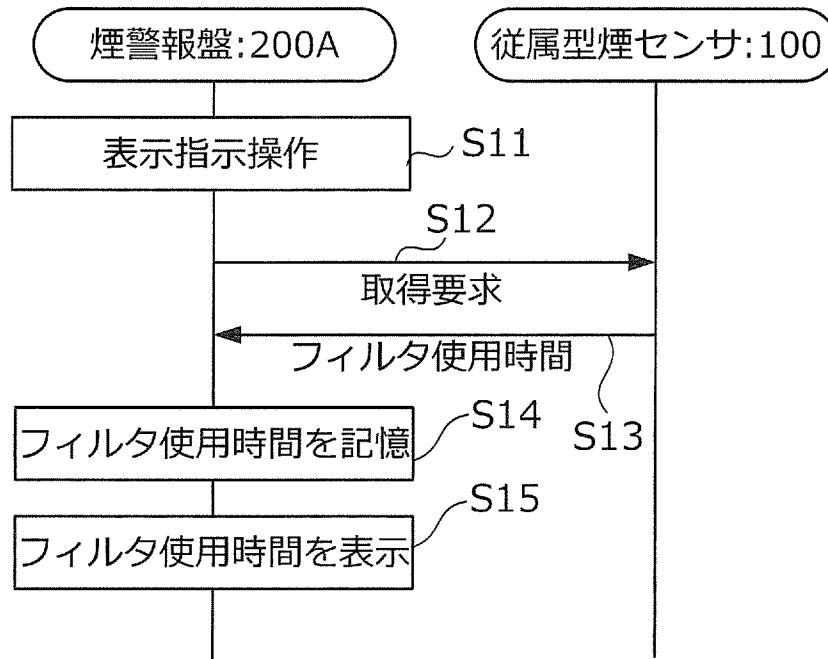 煙警報盤:200A
従属型煙センサ:100
表示指示操作
S11
S12
取得要求
フィルタ使用時間
S13
フィルタ使用時間を記憶
S14
フィルタ使用時間を表示
S15